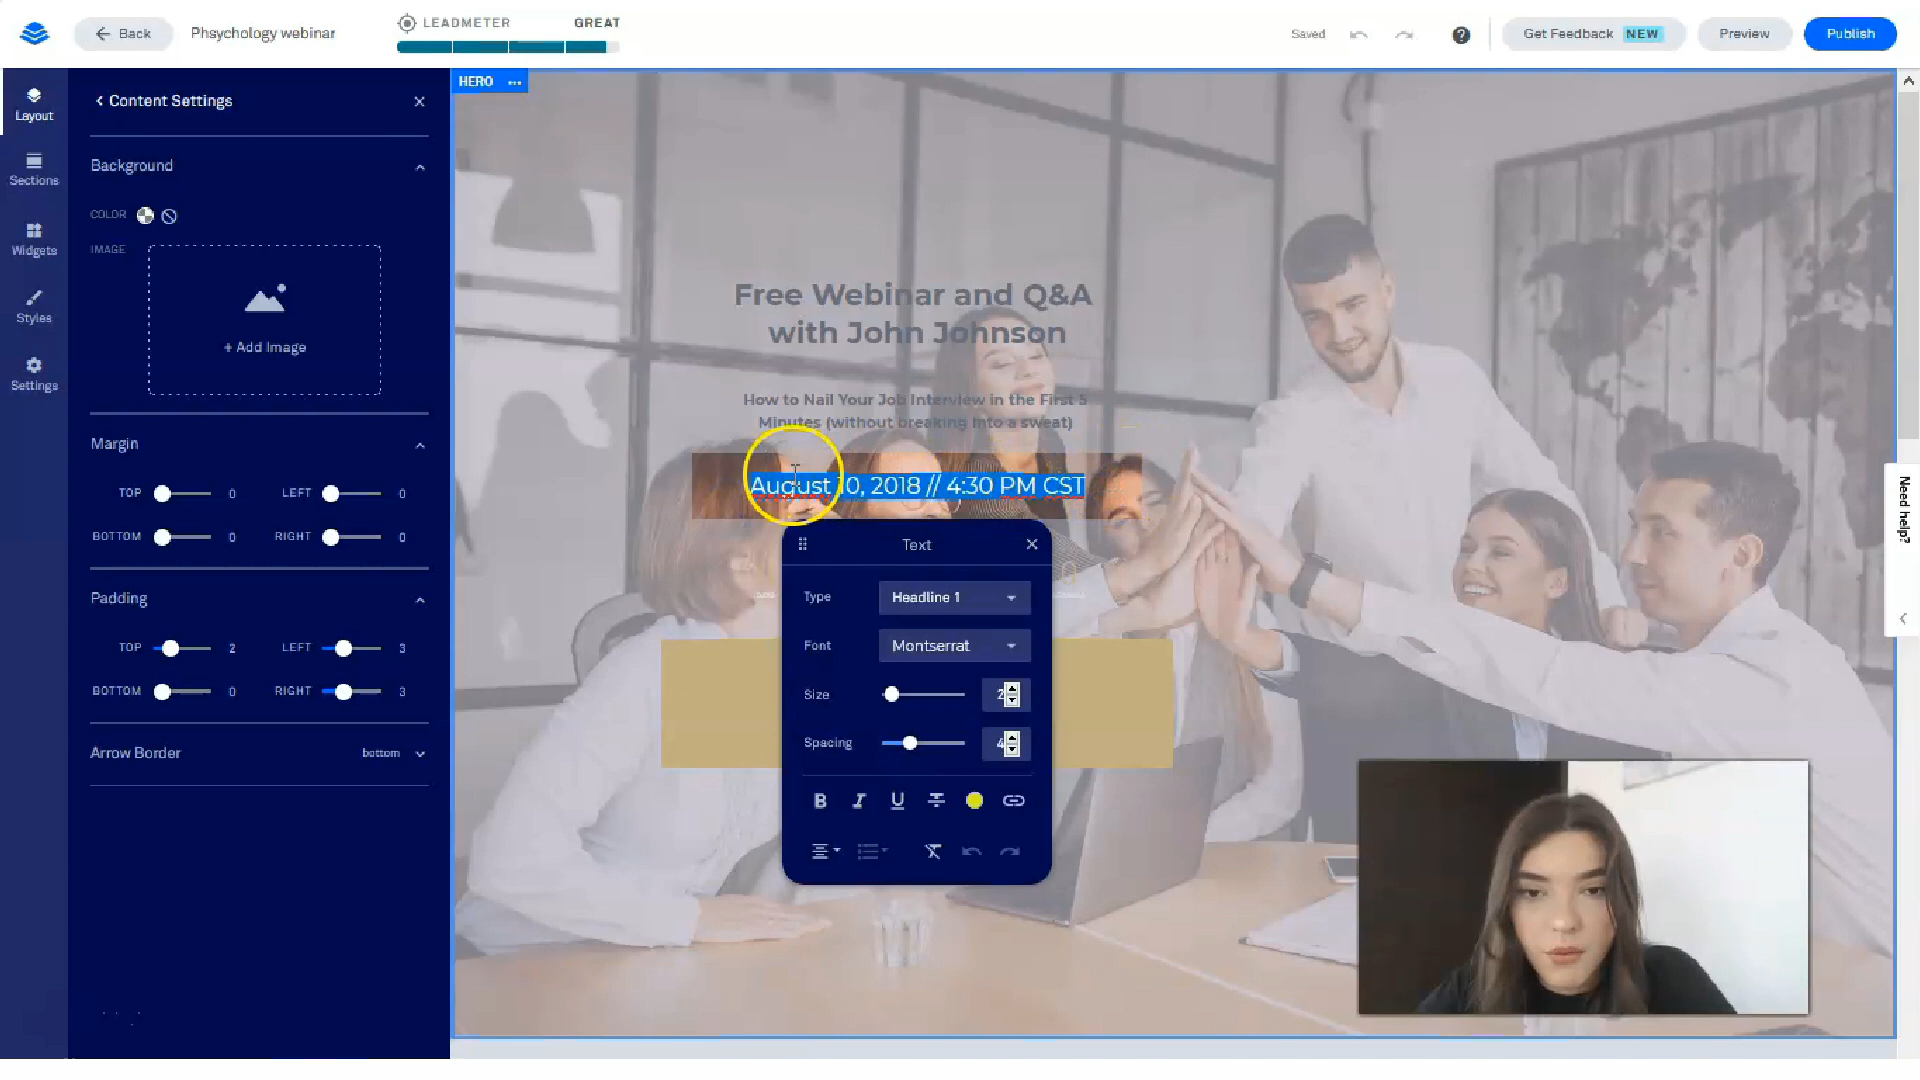 Back
Phsychology webinar
LEADMETER
GREAT
Saved
Get Feedback NEW
Preview
Publish
Layout
Sections
Widgets
Styles
Settings
Content Settings
Background
COLOR
IMAGE
+ Add Image
Margin
TOP 0 LEFT 0
BOTTOM 0 RIGHT 0
Padding
TOP 2 LEFT 3
BOTTOM 0 RIGHT 3
Arrow Border bottom
HERO
Free Webinar and Q&A
with John Johnson
How to Nail Your Job Interview in the First 5
Minutes (without breaking into a sweat)
August 10, 2018 // 4:30 PM CST
Text
Type Headline 1
Font Montserrat
Size 2
Spacing 4
B I U
Need help?